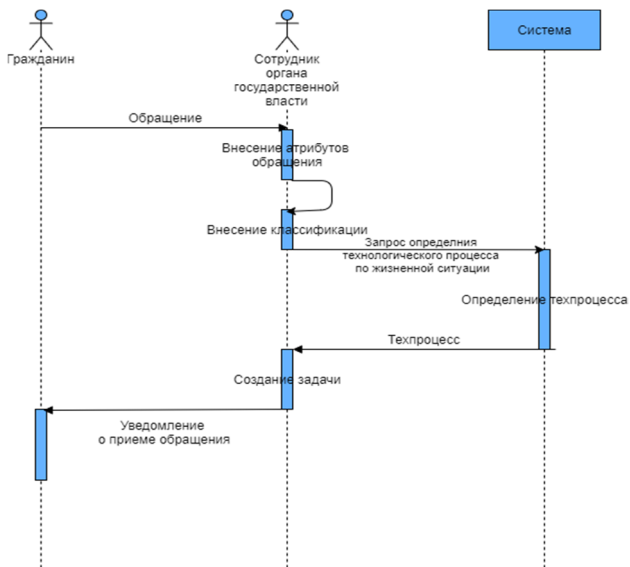 Гражданин
Сотрудник
органа
государственной
власти
Система
Обращение
Внесение атрибутов
обращения
Внесение классификации
Запрос определния
технологического процесса
по жизненной ситуации
Определение техпроцесса
Техпроцесс
Создание задачи
Уведомление
о приеме обращения